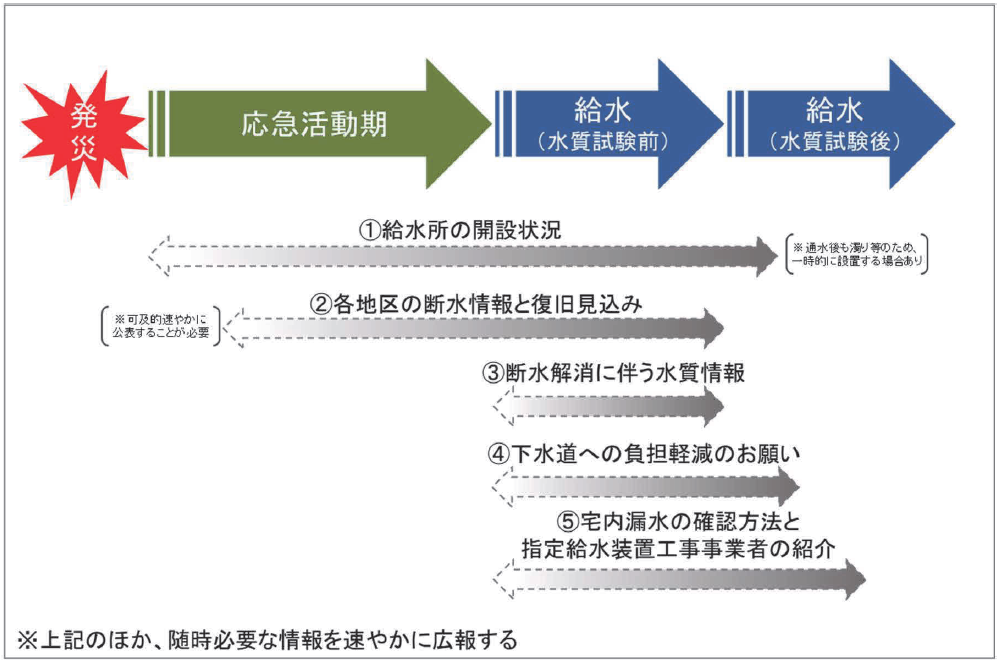 発災
応急活動期
給水
（水質試験前）
給水
（水質試験後）
①給水所の開設状況
※通水後も濁り等のため、
一時的に設置する場合あり
②各地区の断水情報と復旧見込み
※可及的速やかに
公表することが必要
③断水解消に伴う水質情報
④下水道への負担軽減のお願い
⑤宅内漏水の確認方法と
指定給水装置工事事業者の紹介
※上記のほか、随時必要な情報を速やかに広報する